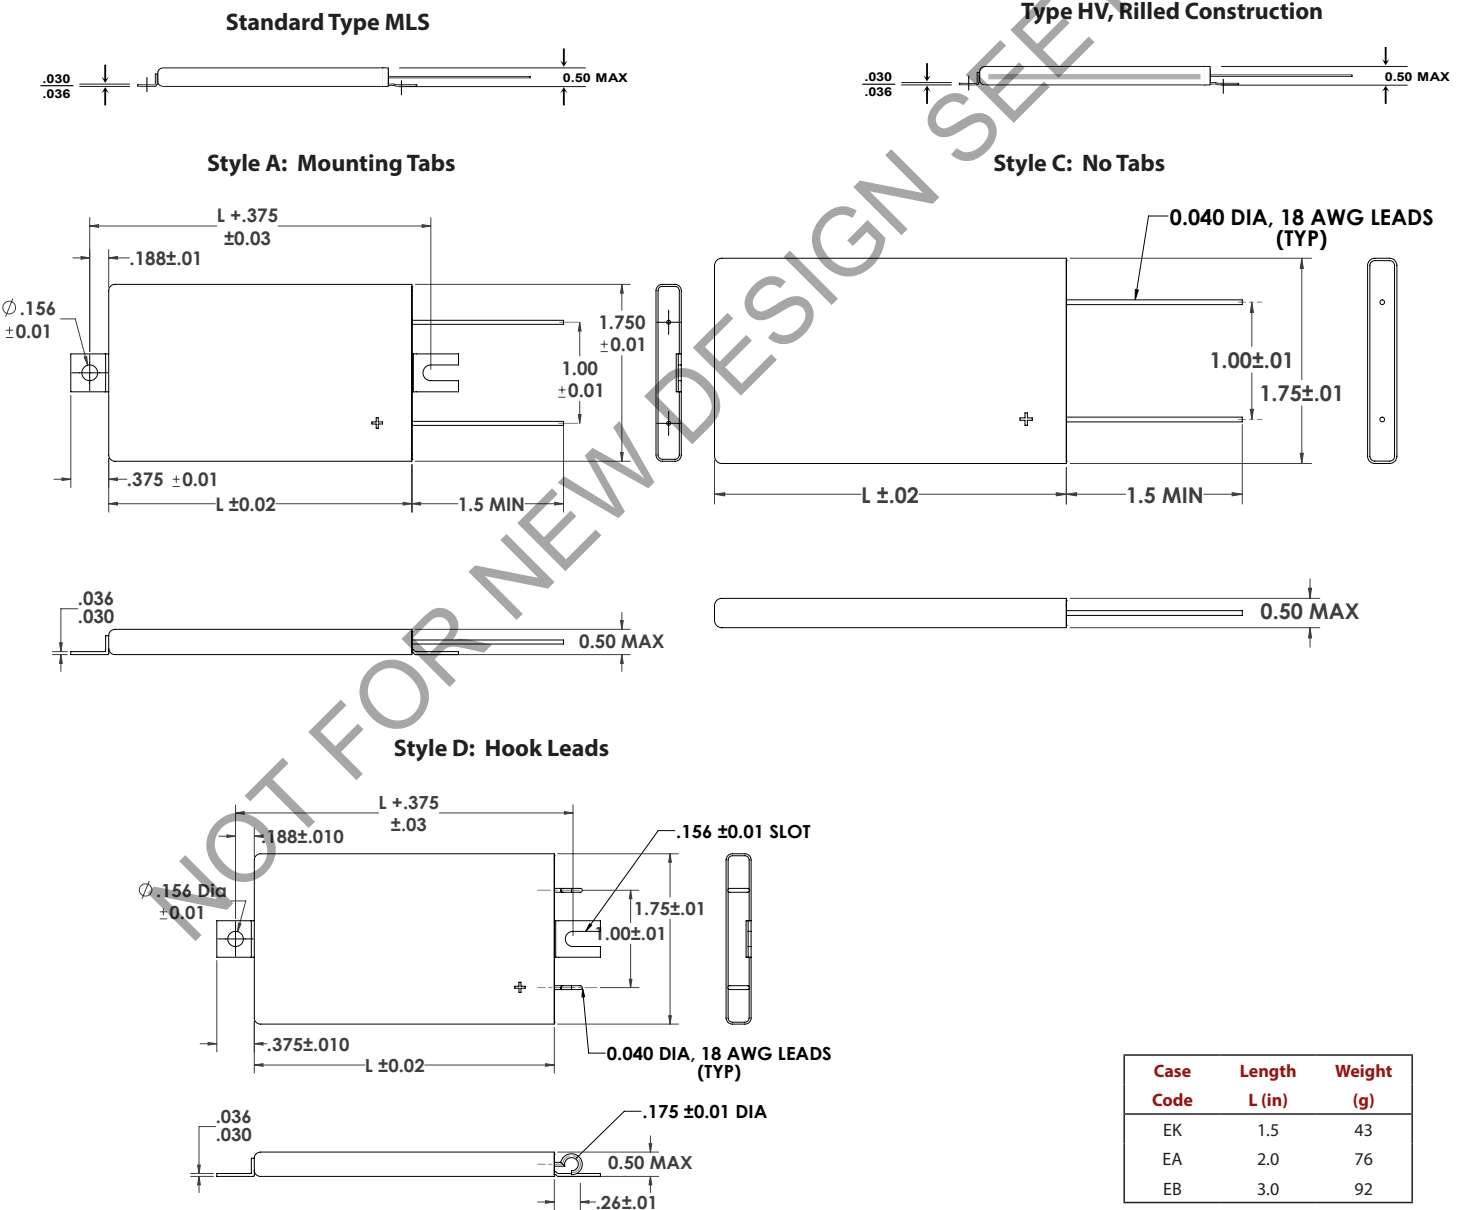 Standard Type MLS
Type HV, Rilled Construction
.030
.036
0.50 MAX
.030
.036
0.50 MAX
Style A: Mounting Tabs
Style C: No Tabs
L +.375
±0.03
.188±.01
Ø .156
±0.01
1.750
±0.01
1.00
±0.01
.375 ±0.01
L ±0.02
1.5 MIN
0.040 DIA, 18 AWG LEADS
(TYP)
1.00±.01
1.75±.01
L ±.02
1.5 MIN
.036
.030
0.50 MAX
0.50 MAX
Style D: Hook Leads
L +.375
±.03
.188±.010
.156 ±0.01 SLOT
Ø .156 Dia
±0.01
1.75±.01
1.00±.01
.375±.010
L ±0.02
0.040 DIA, 18 AWG LEADS
(TYP)
.036
.030
.175 ±0.01 DIA
0.50 MAX
.26±.01
Case Length Weight
Code L (in) (g)
EK 1.5 43
EA 2.0 76
EB 3.0 92
NOT FOR NEW DESIGN SEE